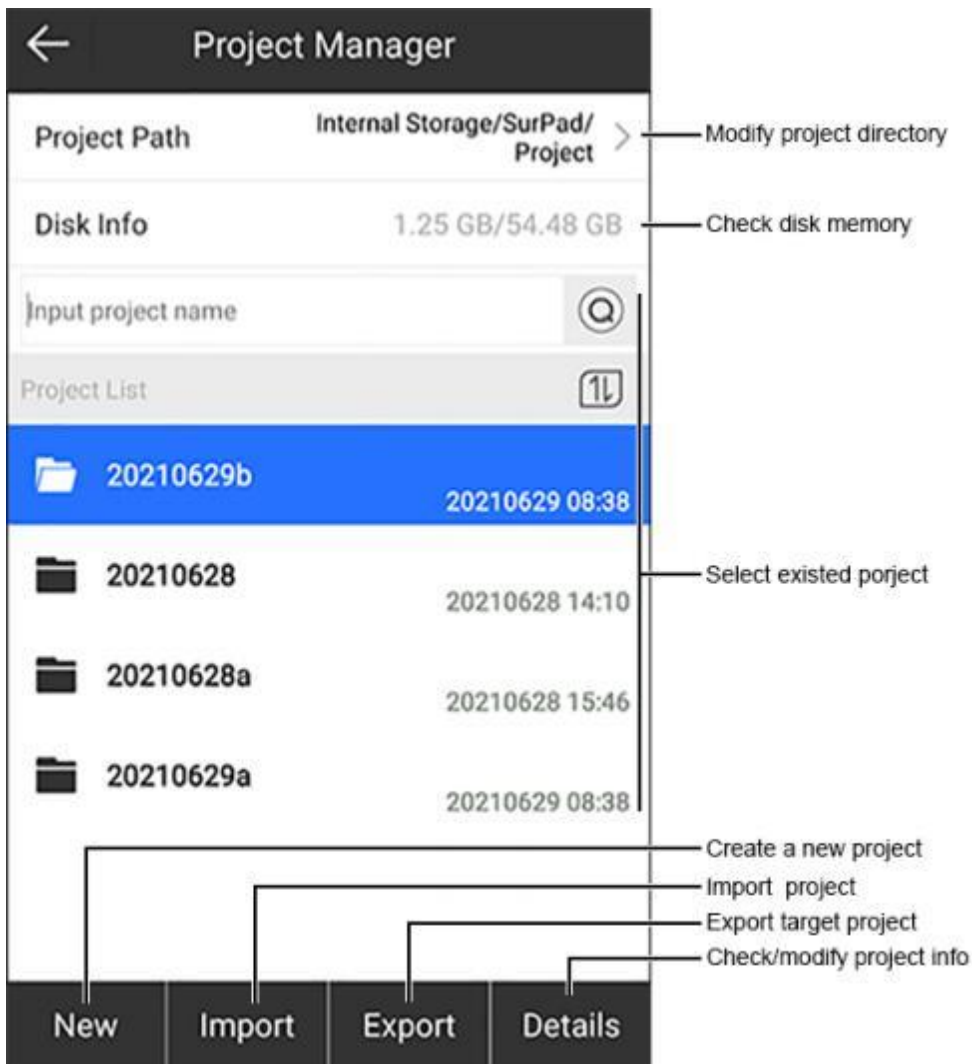 Project Manager
Project Path
Internal Storage/SurPad/
Project
Modify project directory
Disk Info
1.25 GB/54.48 GB
Check disk memory
Input project name
Project List
20210629b
20210629 08:38
20210628
20210628 14:10
Select existed porject
20210628a
20210628 15:46
20210629a
20210629 08:38
Create a new project
Import project
Export target project
Check/modify project info
New
Import
Export
Details